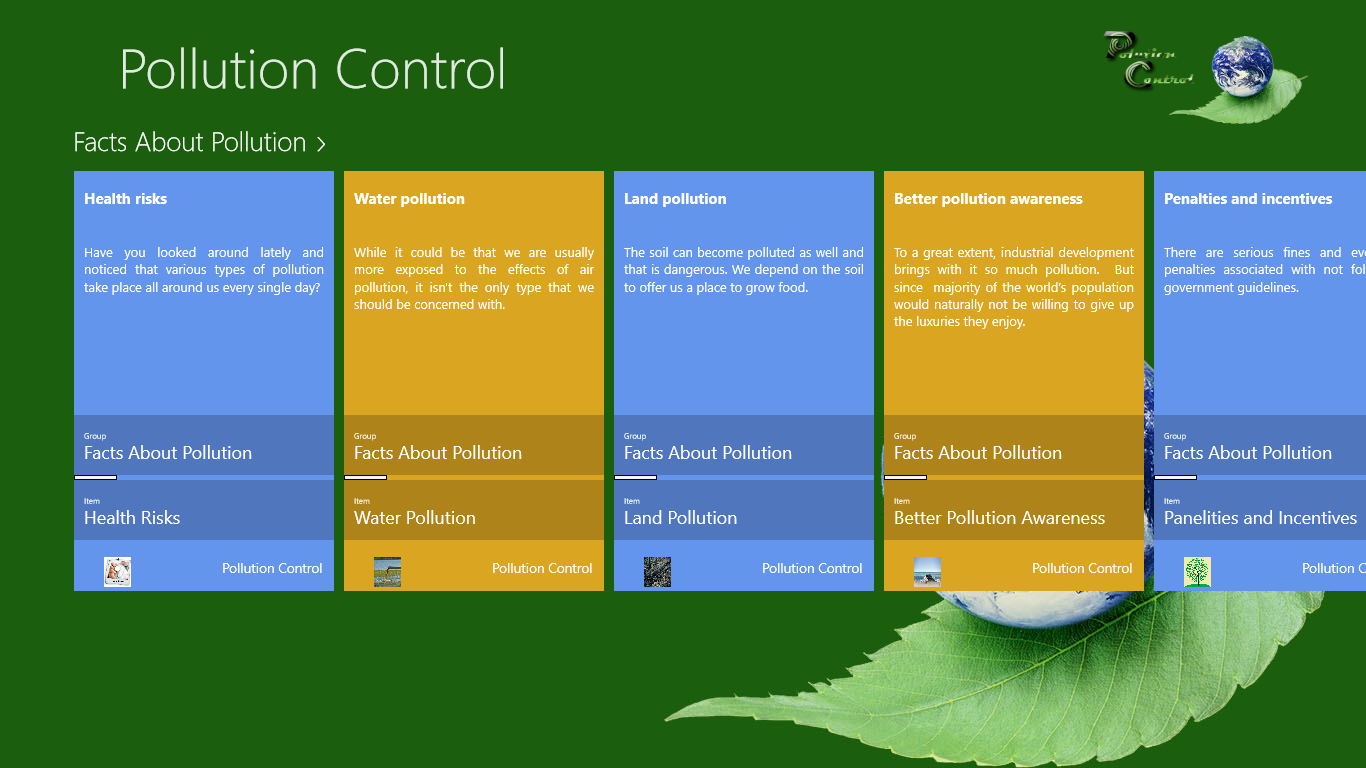 Pollution Control
Pollution
Control
Facts About Pollution >
Health risks
Have you looked around lately and
noticed that various types of pollution
take place all around us every single day?
Group
Facts About Pollution
Item
Health Risks
Pollution Control
Water pollution
While it could be that we are usually
more exposed to the effects of air
pollution, it isn't the only type that we
should be concerned with.
Group
Facts About Pollution
Item
Water Pollution
Pollution Control
Land pollution
The soil can become polluted as well and
that is dangerous. We depend on the soil
to offer us a place to grow food.
Group
Facts About Pollution
Item
Land Pollution
Pollution Control
Better pollution awareness
To a great extent, industrial development
brings with it so much pollution. But
since majority of the world's population
would naturally not be willing to give up
the luxuries they enjoy.
Group
Facts About Pollution
Item
Better Pollution Awareness
Pollution Control
Penalties and incentives
There are serious fines and
penalties associated with not
government guidelines.
Group
Facts About Pollution
Item
Panelities and Incentives
Pollution